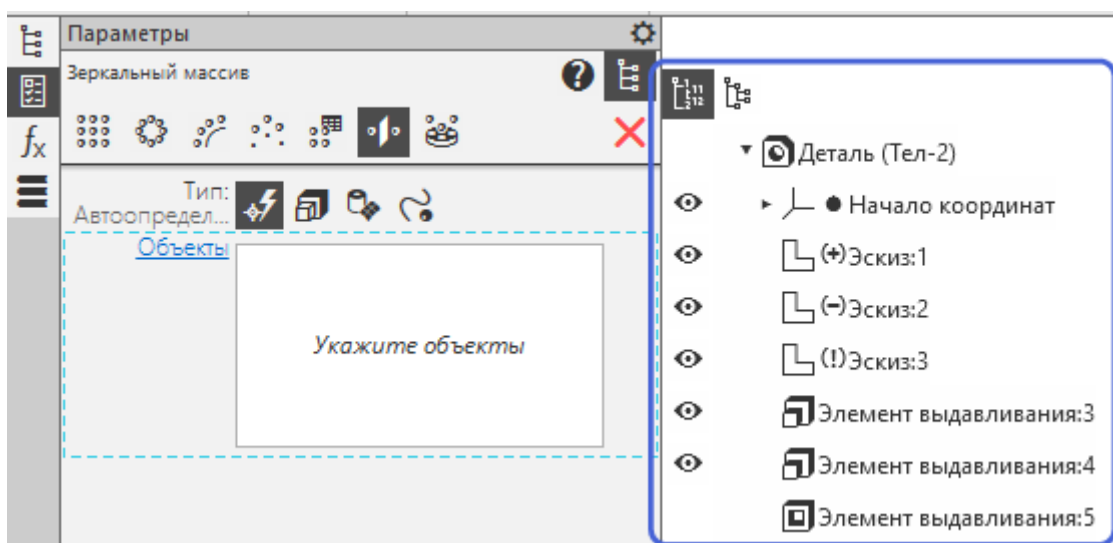 Параметры
Зеркальный массив
Тип:
Автоопредел...
Объекты
Укажите объекты
Деталь (Тел-2)
Начало координат
(+)Эскиз:1
(-)Эскиз:2
(!)Эскиз:3
Элемент выдавливания:3
Элемент выдавливания:4
Элемент выдавливания:5